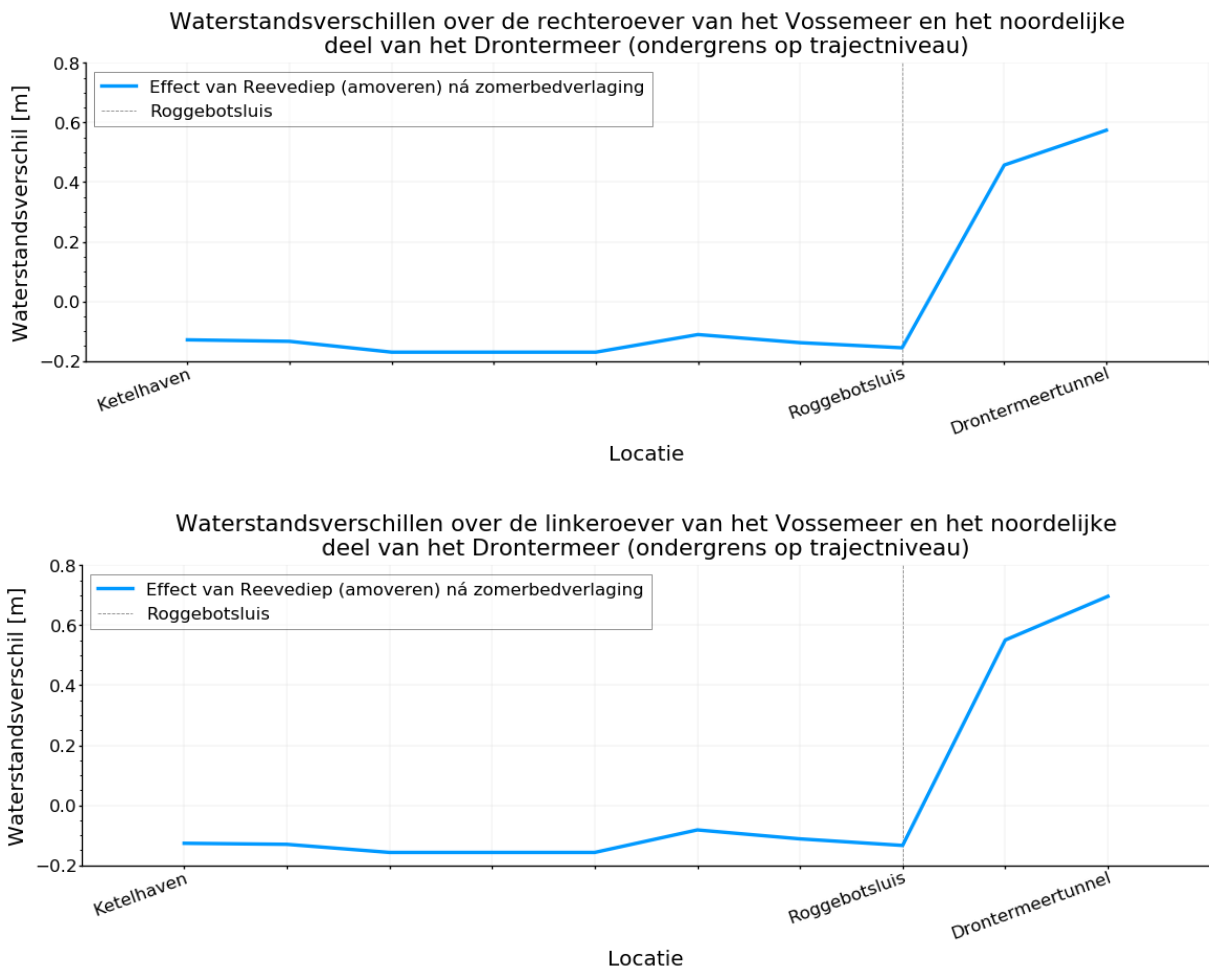 Waterstandsverschillen over de rechteroever van het Vossemeer en het noordelijke
deel van het Drontermeer (ondergrens op trajectniveau)
Waterstandsverschil [m]
0.8
0.6
0.4
0.2
0.0
−0.2
Effect van Reevediep (amoveren) ná zomerbedverlaging
Roggebotsluis
Ketelhaven
Roggebotsluis
Drontermeertunnel
Locatie
Waterstandsverschillen over de linkeroever van het Vossemeer en het noordelijke
deel van het Drontermeer (ondergrens op trajectniveau)
Waterstandsverschil [m]
0.8
0.6
0.4
0.2
0.0
−0.2
Effect van Reevediep (amoveren) ná zomerbedverlaging
Roggebotsluis
Ketelhaven
Roggebotsluis
Drontermeertunnel
Locatie